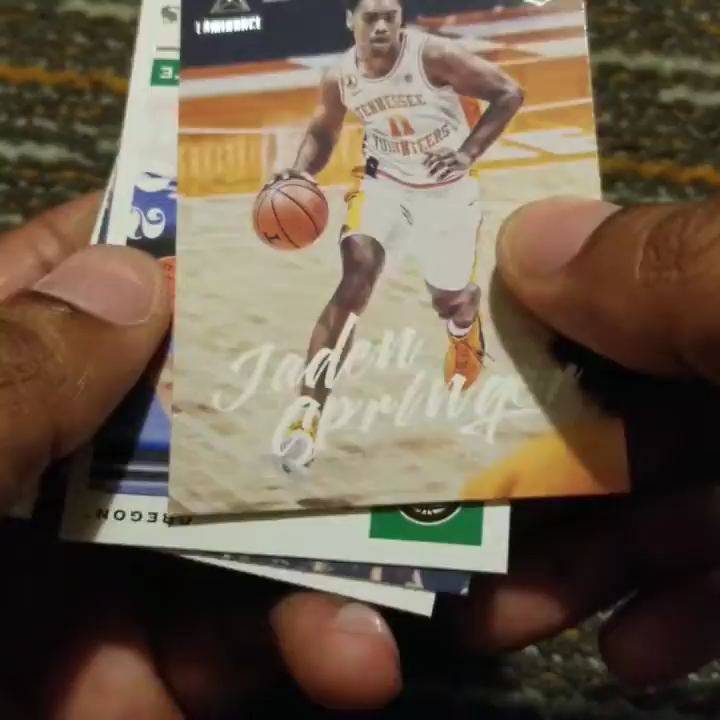 LUMINANCE
TENNESSEE
11
VOLUNTEERS
Jaden
Springer
OREGON